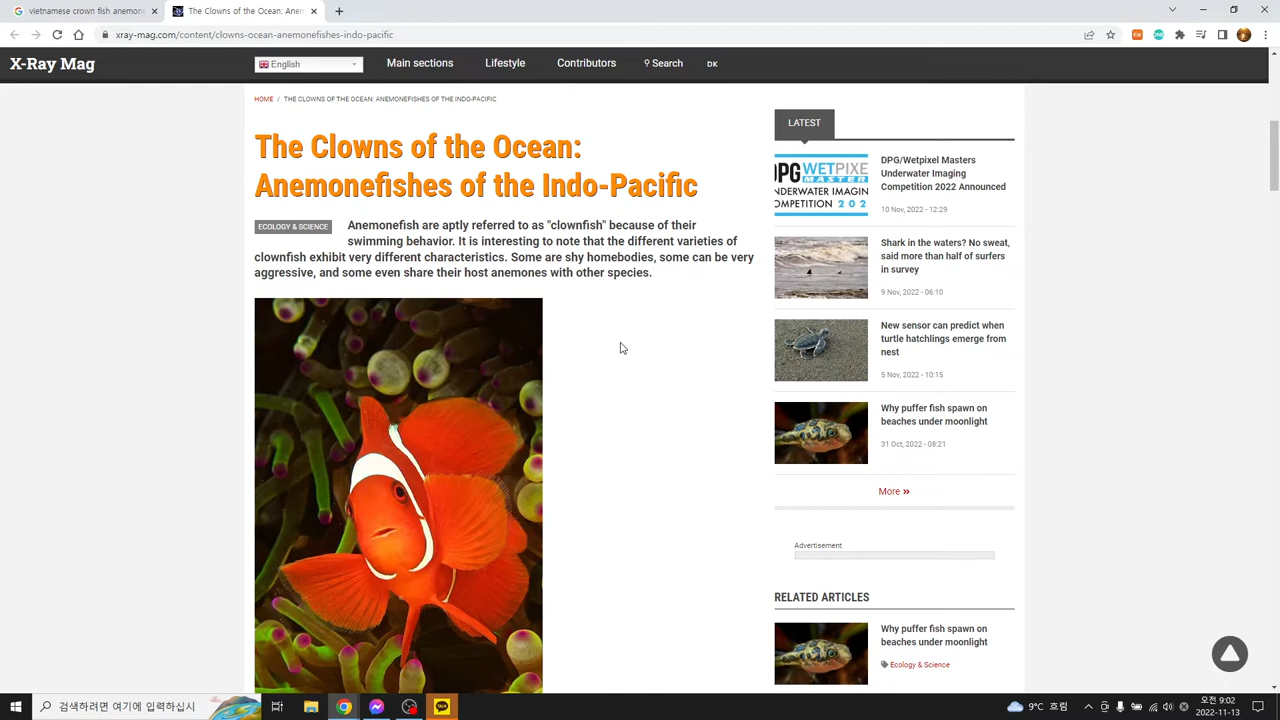 vietnamese crown fish anemone
The Clowns of the Ocean: Anem
xray-mag.com/content/clowns-ocean-anemonefishes-indo-pacific
X-Ray Mag
English
Main sections
Lifestyle
Contributors
Search
DK
HOME / THE CLOWNS OF THE OCEAN: ANEMONEFISHES OF THE INDO-PACIFIC
The Clowns of the Ocean:
Anemonefishes of the Indo-Pacific
ECOLOGY & SCIENCE
Anemonefish are aptly referred to as "clownfish" because of their
swimming behavior. It is interesting to note that the different varieties of
clownfish exhibit very different characteristics. Some are shy homebodies, some can be very
aggressive, and some even share their host anemones with other species.
LATEST
DPG WETPIXE
MASTER
UNDERWATER IMAGIN
COMPETITION 202
DPG/Wetpixel Masters
Underwater Imaging
Competition 2022 Announced
10 Nov, 2022 - 12:29
Shark in the waters? No sweat,
said more than half of surfers
in survey
9 Nov, 2022 - 06:10
New sensor can predict when
turtle hatchlings emerge from
nest
5 Nov, 2022 - 10:15
Why puffer fish spawn on
beaches under moonlight
31 Oct, 2022 - 08:21
More »
Advertisement
RELATED ARTICLES
Why puffer fish spawn on
beaches under moonlight
Ecology & Science
검색하려면 여기에 입력하십시
TALK
9°C 흐림
오전 9:02
2022-11-13